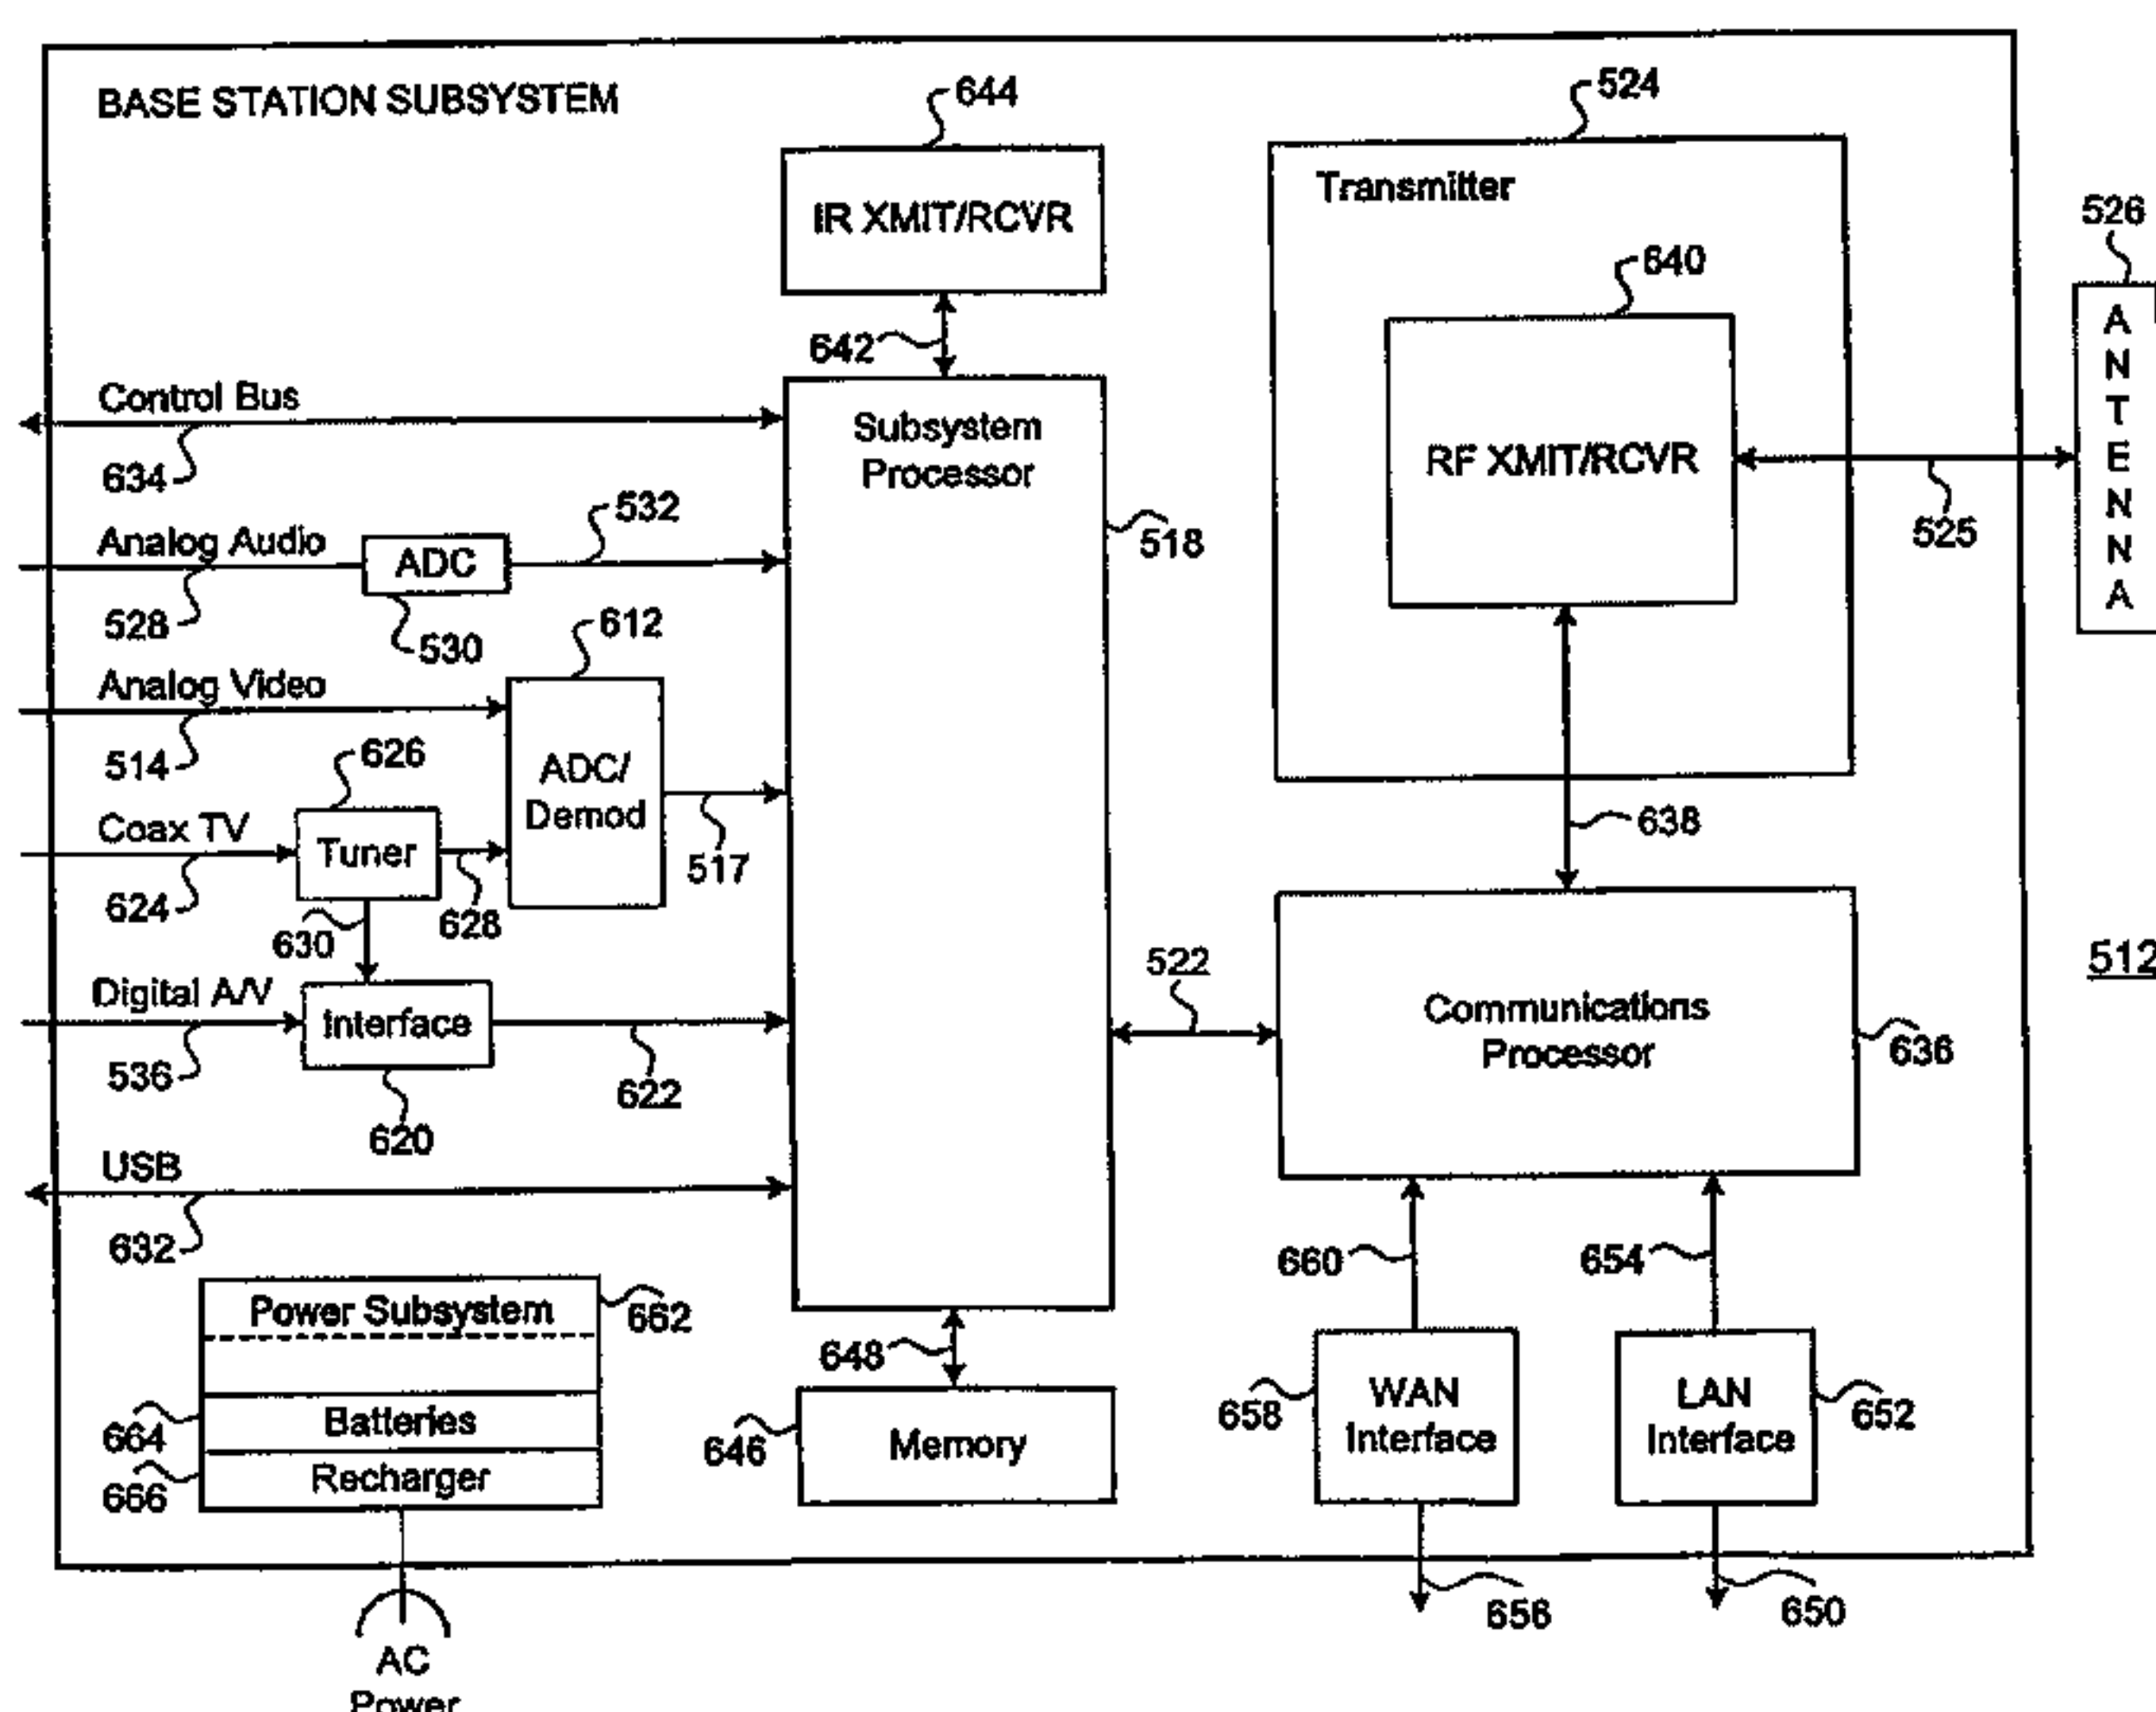 BASE STATION SUBSYSTEM
644
IR XMIT/RCVR
642
524
Transmitter
640
RF XMIT/RCVR
526
ANTENNA
525
Control Bus
634
Subsystem
Processor
518
Analog Audio
528
ADC
530
532
Analog Video
514
612
ADC/
Demod
517
626
Coax TV
624
Tuner
628
630
638
Digital A/V
536
Interface
620
622
522
Communications
Processor
636
512
USB
632
Power Subsystem
662
664
Batteries
666
Recharger
648
646
Memory
660
654
658
WAN
Interface
LAN
Interface
652
656
650
AC
Power